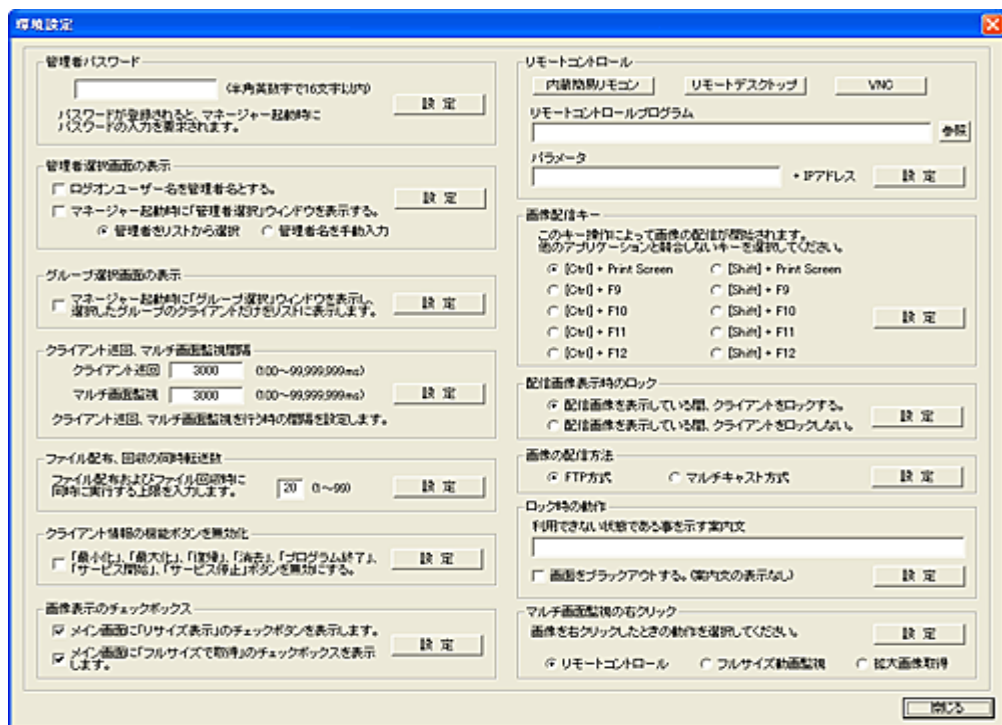 環境設定
管理者パスワード
(半角英数字で16文字以内)
設 定
パスワードが登録されると、マネージャー起動時に
パスワードの入力を要求されます。
管理者選択画面の表示
ログオンユーザー名を管理者名とする。
設 定
マネージャー起動時に「管理者選択」ウィンドウを表示する。
管理者をリストから選択 管理者名を手動入力
グループ選択画面の表示
マネージャー起動時に「グループ選択」ウィンドウを表示し、
選択したグループのクライアントだけをリストに表示します。
設 定
クライアント巡回、マルチ画面監視間隔
クライアント巡回 3000 (100～99,999,999ms)
マルチ画面監視 3000 (100～99,999,999ms)
設 定
クライアント巡回、マルチ画面監視を行う時の間隔を設定します。
ファイル配布、回収の同時転送数
ファイル配布およびファイル回収時に
同時に実行する上限を入力します。
20 (1～99)
設 定
クライアント情報の機能ボタンを無効化
「最小化」、「最大化」、「復帰」、「消去」、「プログラム終了」、
「サービス開始」、「サービス停止」ボタンを無効にする。
設 定
画像表示のチェックボックス
メイン画面に「リサイズ表示」のチェックボタンを表示します。
メイン画面に「フルサイズで取得」のチェックボックスを表示
します。
設 定
リモートコントロール
内蔵簡易リモコン リモートデスクトップ VNC
リモートコントロールプログラム
参照
パラメータ
+ IPアドレス 設 定
画像配信キー
このキー操作によって画像の配信が開始されます。
他のアプリケーションと競合しないキーを選択してください。
[Ctrl] + Print Screen [Shift] + Print Screen
[Ctrl] + F9 [Shift] + F9
[Ctrl] + F10 [Shift] + F10
[Ctrl] + F11 [Shift] + F11
[Ctrl] + F12 [Shift] + F12
設 定
配信画像表示時のロック
配信画像を表示している間、クライアントをロックする。
配信画像を表示している間、クライアントをロックしない。
設 定
画像の配信方法
FTP方式 マルチキャスト方式 設 定
ロック時の動作
利用できない状態である事を示す案内文
画面をブラックアウトする。(案内文の表示なし) 設 定
マルチ画面監視の右クリック
画像を右クリックしたときの動作を選択してください。 設 定
リモートコントロール フルサイズ動画監視 拡大画像取得
閉じる